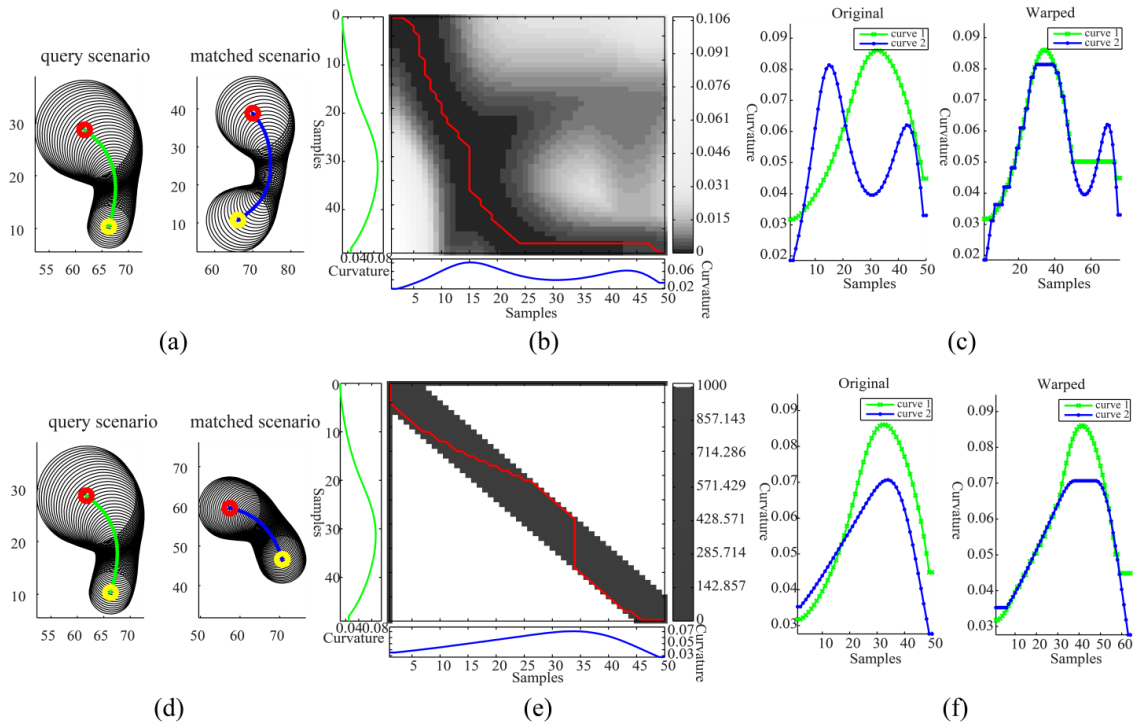 query scenario
matched scenario
30
20
10
55 60 65 70
50
40
30
20
10
60 70 80
(a)
0
10
20
30
40
50
Samples
0.040.08
Curvature
5 10 15 20 25 30 35 40 45 50
Samples
0.06
0.02
Curvature
0.106
0.091
0.076
0.061
0.046
0.031
0.015
0
(b)
Original
curve 1
curve 2
0.09
0.08
0.07
0.06
0.05
0.04
0.03
0.02
Curvature
10 20 30 40 50
Samples
Warped
curve 1
curve 2
0.09
0.08
0.07
0.06
0.05
0.04
0.03
0.02
Curvature
20 40 60
Samples
(c)
query scenario
matched scenario
30
20
10
55 60 65 70
70
60
50
40
30
50 60 70
(d)
0
10
20
30
40
50
Samples
0.040.08
Curvature
5 10 15 20 25 30 35 40 45 50
Samples
0.07
0.05
0.03
Curvature
1000
857.143
714.286
571.429
428.571
285.714
142.857
0
(e)
Original
curve 1
curve 2
0.09
0.08
0.07
0.06
0.05
0.04
0.03
Curvature
10 20 30 40 50
Samples
Warped
curve 1
curve 2
0.09
0.08
0.07
0.06
0.05
0.04
0.03
Curvature
10 20 30 40 50 60
Samples
(f)